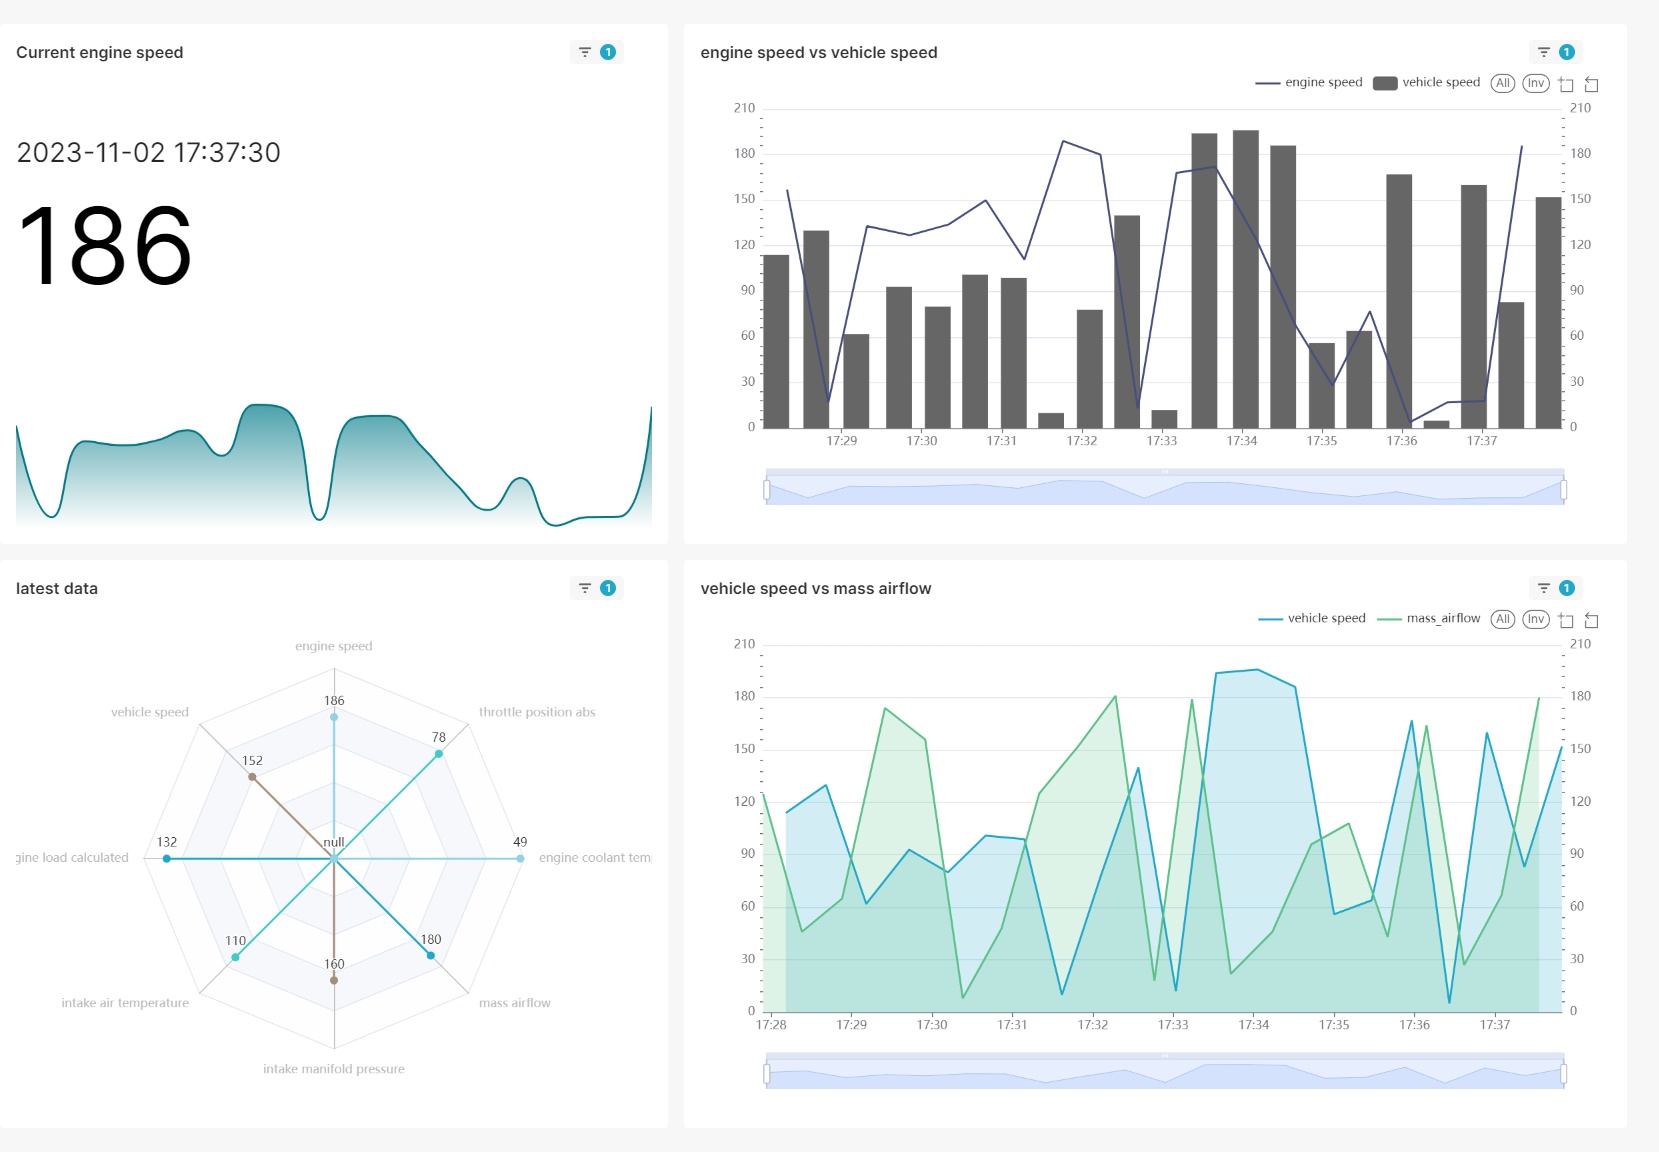 Current engine speed
1
2023-11-02 17:37:30
186
engine speed vs vehicle speed
1
engine speed vehicle speed All Inv
210 210
180 180
150 150
120 120
90 90
60 60
30 30
0 0
17:29 17:30 17:31 17:32 17:33 17:34 17:35 17:36 17:37
latest data
1
engine speed
186
vehicle speed
throttle position abs
78
152
null
132
49
gine load calculated
engine coolant tem
110
180
160
intake air temperature
mass airflow
intake manifold pressure
vehicle speed vs mass airflow
1
vehicle speed mass_airflow All Inv
210 210
180 180
150 150
120 120
90 90
60 60
30 30
0 0
17:28 17:29 17:30 17:31 17:32 17:33 17:34 17:35 17:36 17:37